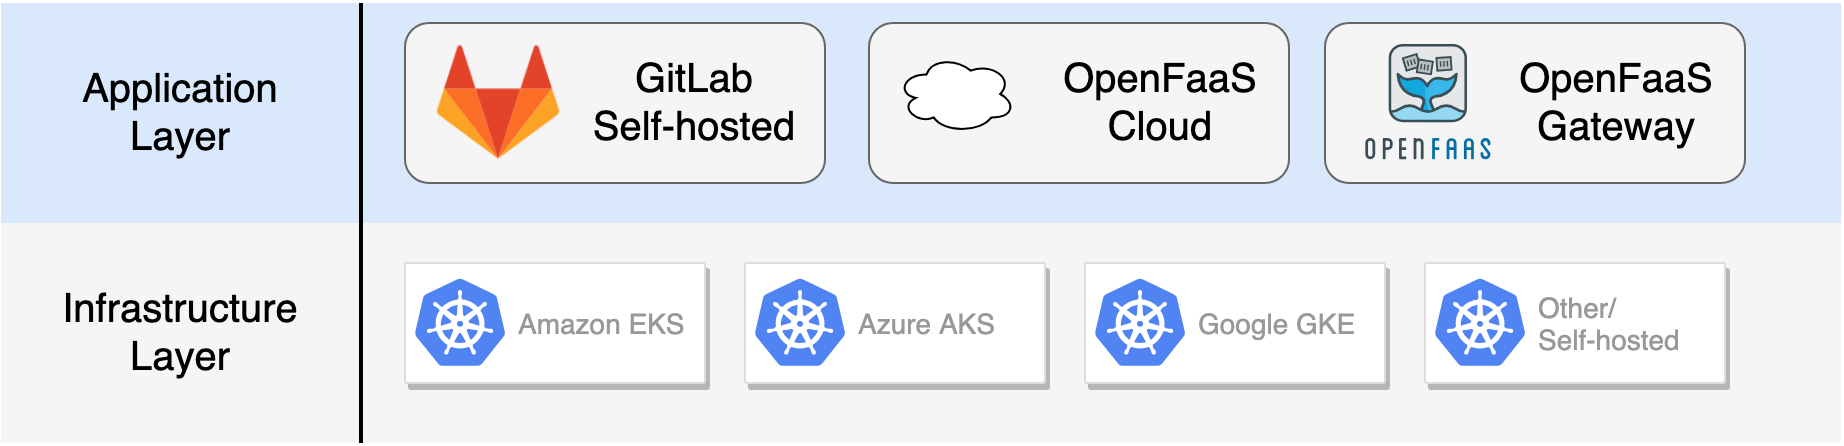 Application
Layer
GitLab
Self-hosted
OpenFaaS
Cloud
OPENFAAS
OpenFaaS
Gateway
Infrastructure
Layer
Amazon EKS
Azure AKS
Google GKE
Other/
Self-hosted